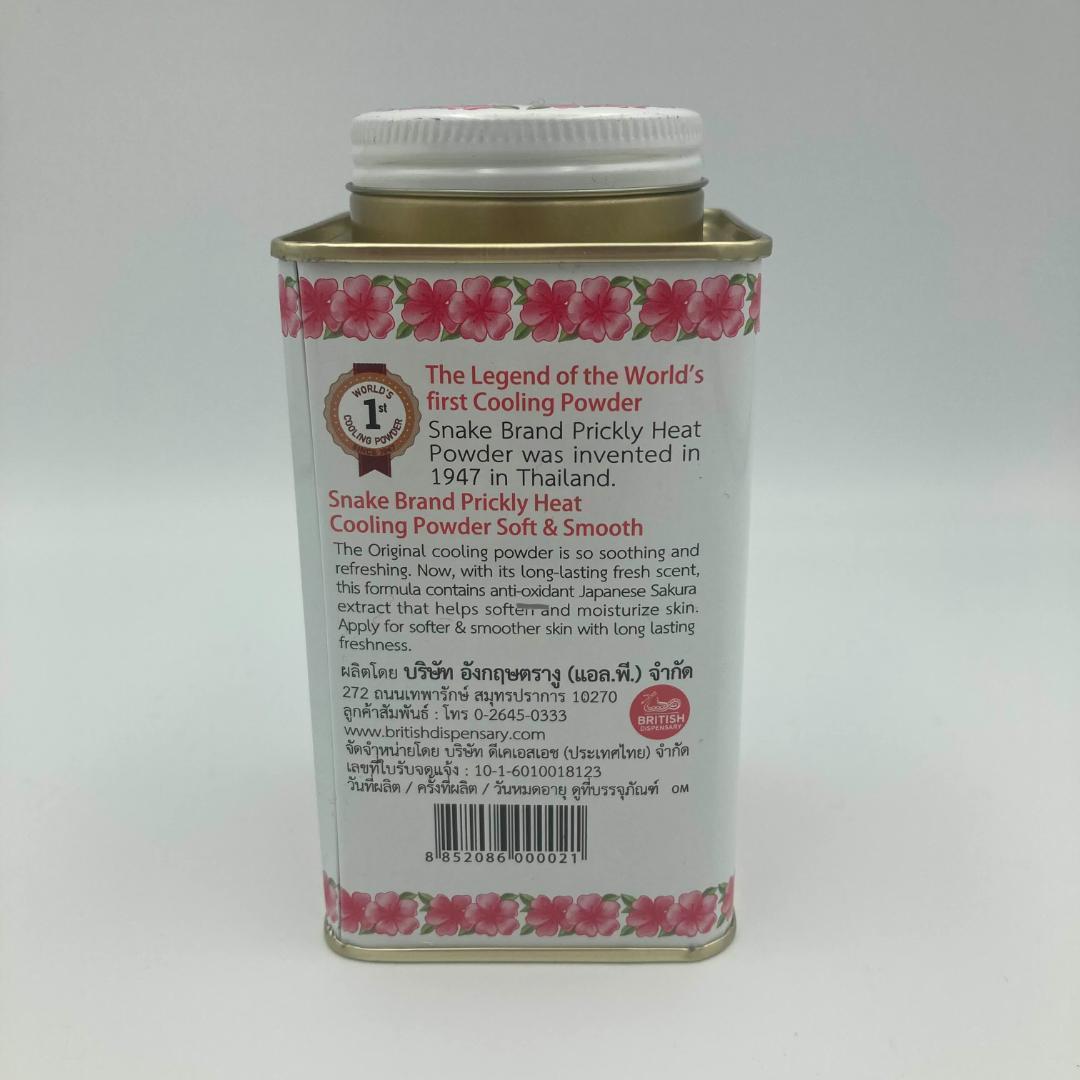 WORLD'S
1st
COOLING POWDER
The Legend of the World's
first Cooling Powder
Snake Brand Prickly Heat
Powder was invented in
1947 in Thailand.
Snake Brand Prickly Heat
Cooling Powder Soft & Smooth
The Original cooling powder is so soothing and
refreshing. Now, with its long-lasting fresh scent,
this formula contains anti-oxidant Japanese Sakura
extract that helps soften and moisturize skin.
Apply for softer & smoother skin with long lasting
freshness.
ผลิตโดย บริษัท อังกฤษตรางู (แอล.พี.) จำกัด
272 ถนนเทพารักษ์ สมุทรปราการ 10270
ลูกค้าสัมพันธ์ : โทร 0-2645-0333
www.britishdispensary.com
BRITISH
DISPENSARY
จัดจำหน่ายโดย บริษัท ดีเคเอสเอช (ประเทศไทย) จำกัด
เลขที่ใบรับจดแจ้ง : 10-1-6010018123
วันที่ผลิต / ครั้งที่ผลิต / วันหมดอายุ ดูที่บรรจุภัณฑ์ OM
8 852086 000021